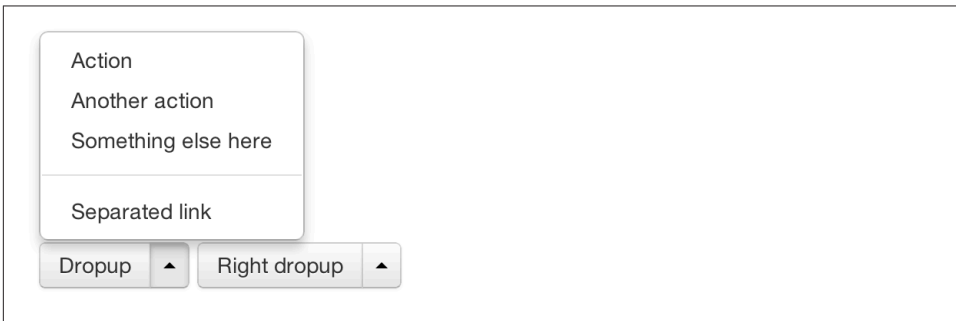 Action
Another action
Something else here
Separated link
Dropup Right dropup